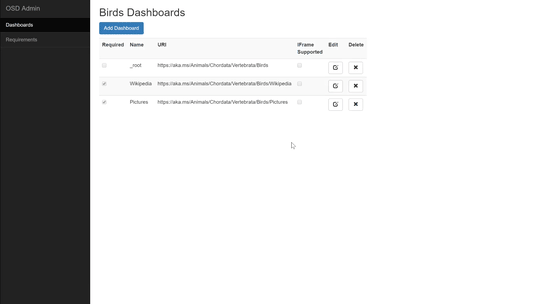 OSD Admin
Dashboards
Requirements
Birds Dashboards
Add Dashboard
Required Name URI IFrame Supported Edit Delete
_root https://aka.ms/Animals/Chordata/Vertebrata/Birds
Wikipedia https://aka.ms/Animals/Chordata/Vertebrata/Birds/Wikipedia
Pictures https://aka.ms/Animals/Chordata/Vertebrata/Birds/Pictures